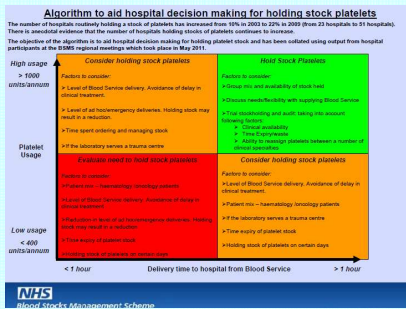 Algorithm to aid hospital decision making for holding stock platelets
The number of hospitals routinely holding a stock of platelets has increased from 10% in 2003 to 22% in 2009 (from 23 hospitals to 51 hospitals).
There is anecdotal evidence that the number of hospitals holding stocks of platelets continues to increase.
The objective of the algorithm is to aid hospital decision making for holding platelet stock and has been collated using output from hospital
participants at the BSMS regional meetings which took place in May 2011.
High usage
> 1000
units/annum
Platelet
Usage
Low usage
< 400
units/annum
Consider holding stock platelets
Factors to consider:
➢Level of Blood Service delivery. Avoidance of delay in
clinical treatment.
➢Level of ad hoc/emergency deliveries. Holding stock may
result in a reduction.
➢Time spent ordering and managing stock
➢If the laboratory serves a trauma centre
Hold Stock Platelets
Factors to consider:
➢Group mix and availability of stock held
➢Discuss needs/flexibility with supplying Blood Service
➢Trial stockholding and audit: taking into account
following factors:
➢ Clinical availability
➢ Time Expiry/waste
➢ Ability to reassign platelets between a number of
clinical specialties
Evaluate need to hold stock platelets
Factors to consider:
➢Patient mix – haematology /oncology patients
➢Level of Blood Service delivery. Avoidance of delay in
clinical treatment.
➢Reduction in level of ad hoc/emergency deliveries. Holding
stock may result in a reduction.
➢Time expiry of platelet stock
➢Holding stock of platelets on certain days
Consider holding stock platelets
Factors to consider:
➢Level of Blood Service delivery. Avoidance of delay in
clinical treatment.
➢Patient mix – haematology /oncology patients
➢If the laboratory serves a trauma centre
➢Time expiry of platelet stock
➢Holding stock of platelets on certain days
< 1 hour Delivery time to hospital from Blood Service > 1 hour
NHS
Blood Stocks Management Scheme